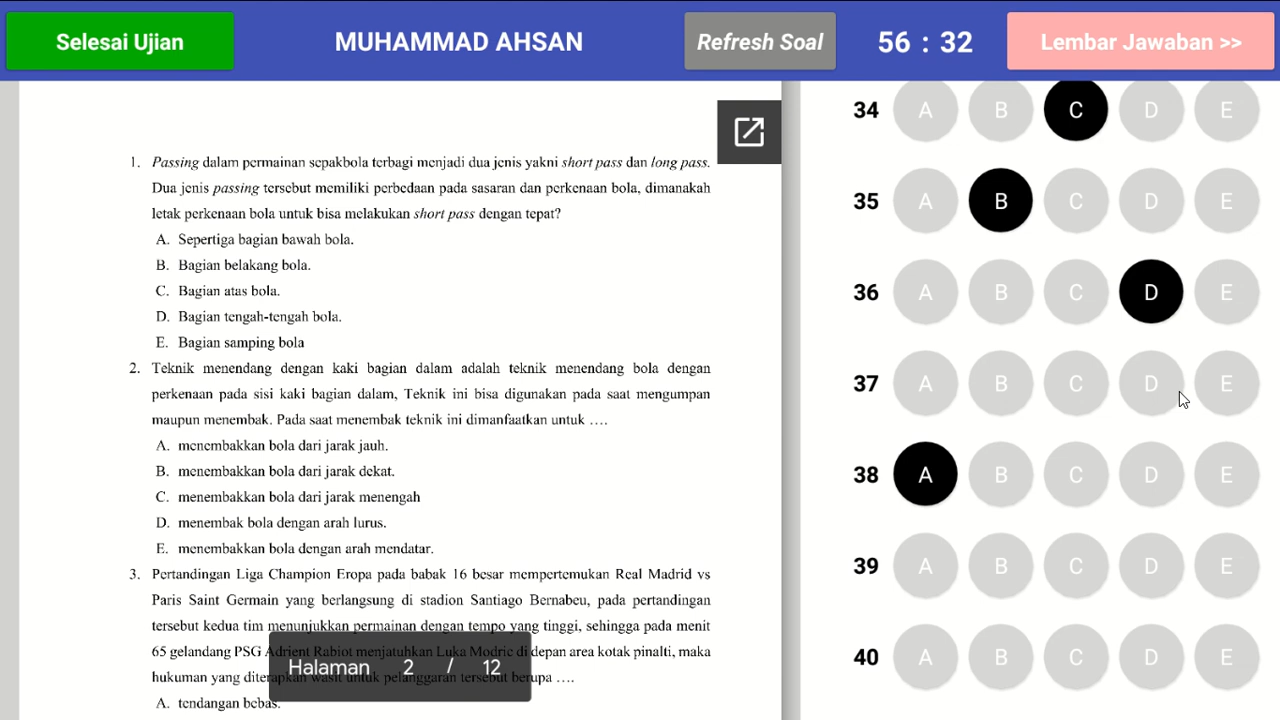 Selesai Ujian
MUHAMMAD AHSAN
Refresh Soal
56 : 32
Lembar Jawaban >>
1. Passing dalam permainan sepakbola terbagi menjadi dua jenis yakni short pass dan long pass.
Dua jenis passing tersebut memiliki perbedaan pada sasaran dan perkenaan bola, dimanakah
letak perkenaan bola untuk bisa melakukan short pass dengan tepat?
A. Sepertiga bagian bawah bola.
B. Bagian belakang bola.
C. Bagian atas bola.
D. Bagian tengah-tengah bola.
E. Bagian samping bola
2. Teknik menendang dengan kaki bagian dalam adalah teknik menendang bola dengan
perkenaan pada sisi kaki bagian dalam, Teknik ini bisa digunakan pada saat mengumpan
maupun menembak. Pada saat menembak teknik ini dimanfaatkan untuk ….
A. menembakkan bola dari jarak jauh.
B. menembakkan bola dari jarak dekat.
C. menembakkan bola dari jarak menengah
D. menembak bola dengan arah lurus.
E. menembakkan bola dengan arah mendatar.
3. Pertandingan Liga Champion Eropa pada babak 16 besar mempertemukan Real Madrid vs
Paris Saint Germain yang berlangsung di stadion Santiago Bernabeu, pada pertandingan
tersebut kedua tim menunjukkan permainan dengan tempo yang tinggi, sehingga pada menit
65 gelandang PSG Adrient Rabiot menjatuhkan Luka Modric di depan area kotak pinalti, maka
hukuman yang diterapkan wasit untuk pelanggaran tersebut berupa ….
A. tendangan bebas.
Halaman 2 / 12
34 A B C D E
35 A B C D E
36 A B C D E
37 A B C D E
38 A B C D E
39 A B C D E
40 A B C D E